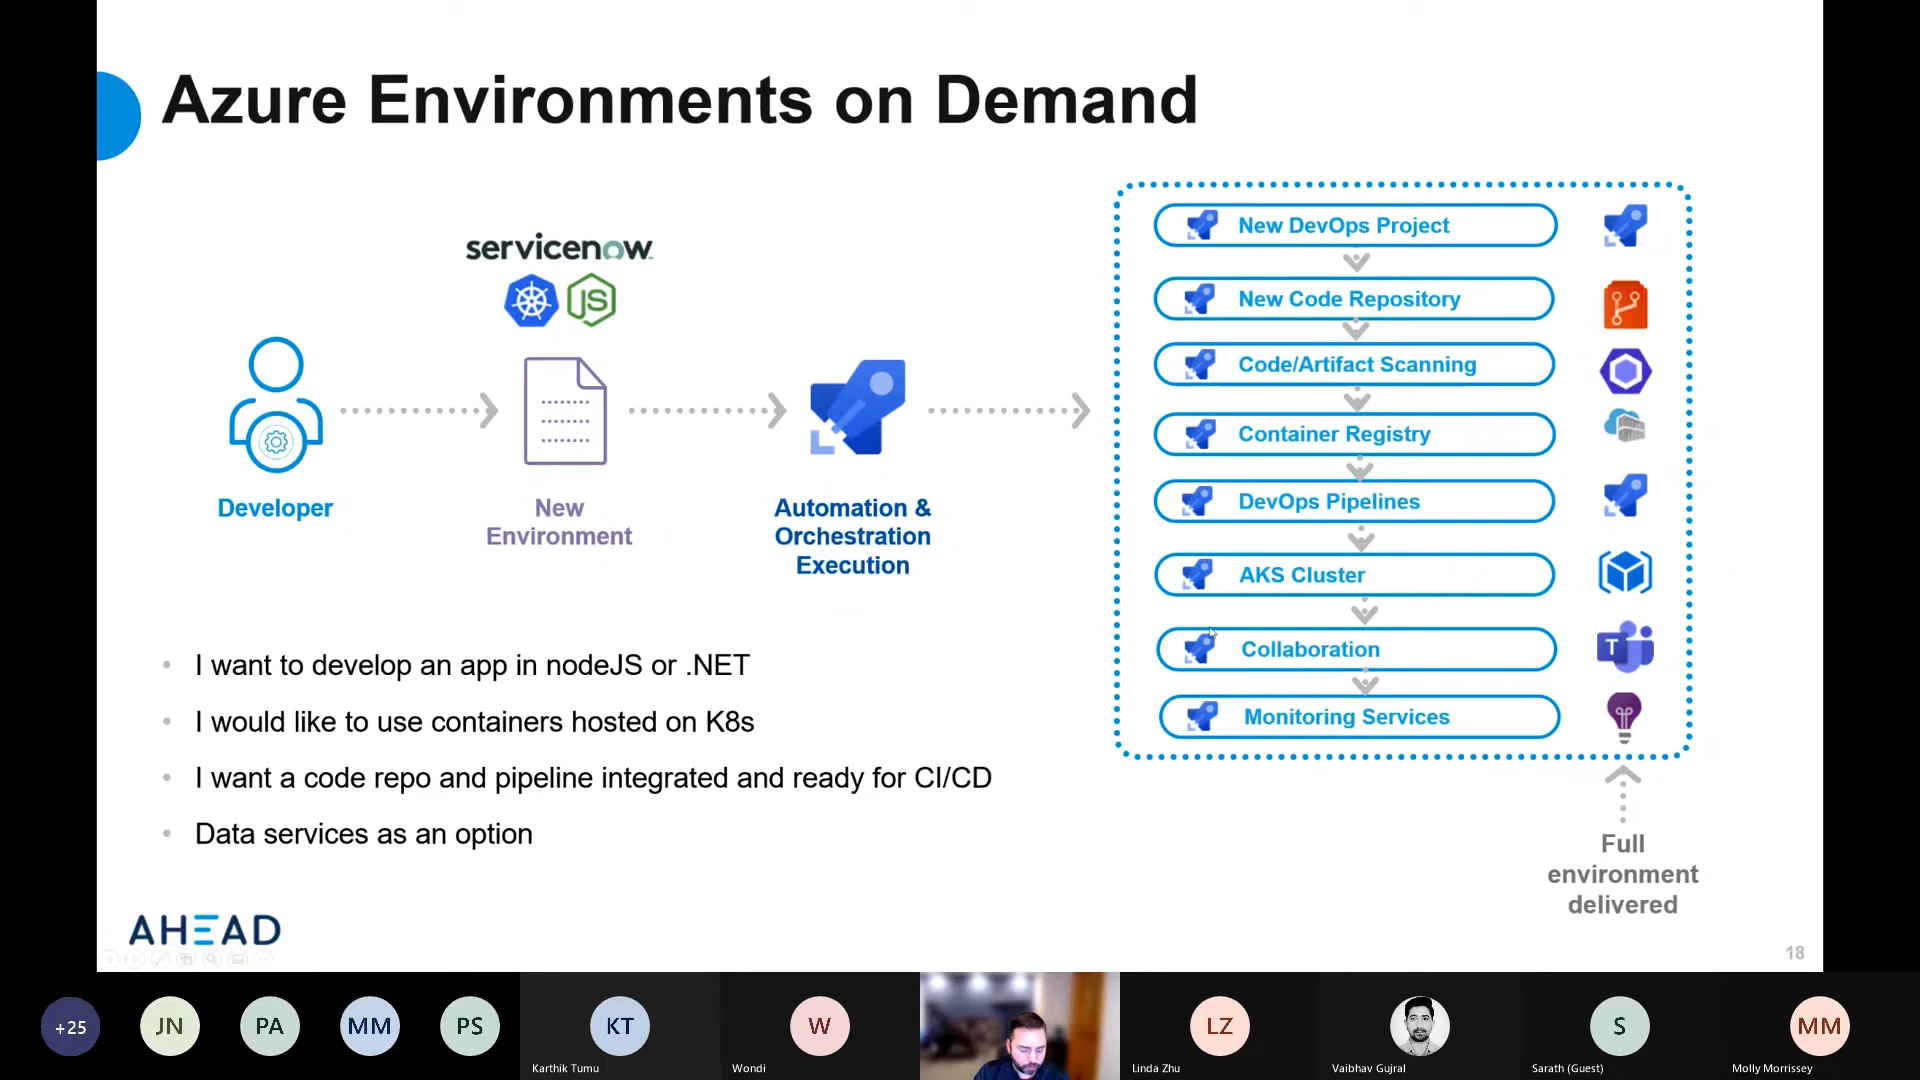 Azure Environments on Demand
servicenow
JS
Developer
New
Environment
Automation &
Orchestration
Execution
New DevOps Project
New Code Repository
Code/Artifact Scanning
Container Registry
DevOps Pipelines
AKS Cluster
Collaboration
T
Monitoring Services
Full
environment
delivered
• I want to develop an app in nodeJS or .NET
• I would like to use containers hosted on K8s
• I want a code repo and pipeline integrated and ready for CI/CD
• Data services as an option
AHEAD
18
+25
JN
PA
MM
PS
KT
Karthik Tumu
W
Wondi
LZ
Linda Zhu
Vaibhav Gujral
S
Sarath (Guest)
MM
Molly Morrissey